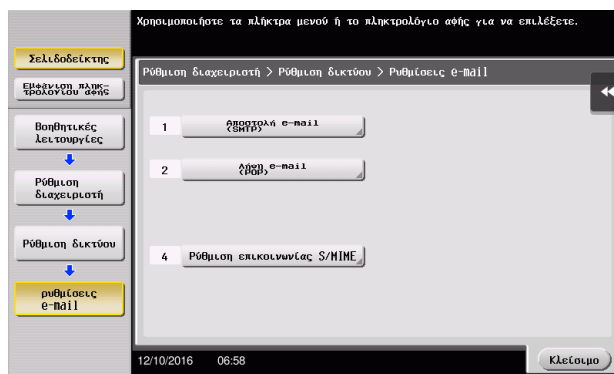 Χρησιμοποιήστε τα πλήκτρα μενού ή το πληκτρολόγιο αφής για να επιλέξετε.
Σελιδοδείκτης
Εμφάνιση πληκ-
τρολογίου αφής
Βοηθητικές
λειτουργίες
Ρύθμιση
διαχειριστή
Ρύθμιση δικτύου
ρυθμίσεις
e-mail
Ρύθμιση διαχειριστή > Ρύθμιση δικτύου > Ρυθμίσεις e-mail
1 Αποστολή e-mail
(SMTP)
2 Λήψη e-mail
(POP)
4 Ρύθμιση επικοινωνίας S/MIME
12/10/2016 06:58
Κλείσιμο